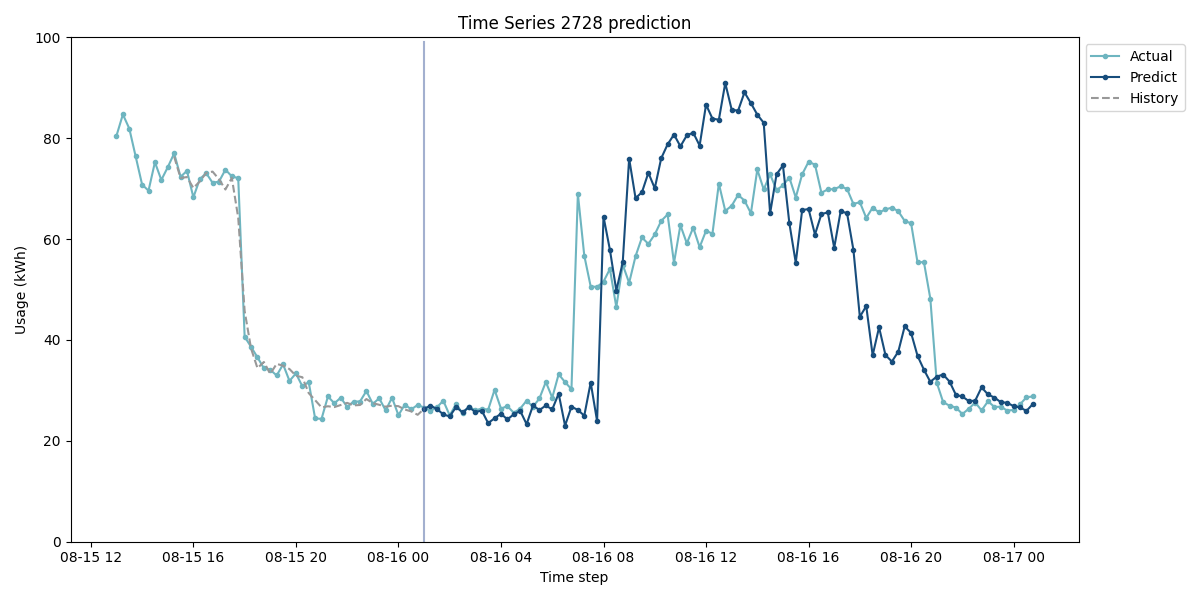 Time Series 2728 prediction
100
80
60
40
20
0
Usage (kWh)
08-15 12
08-15 16
08-15 20
08-16 00
08-16 04
08-16 08
08-16 12
08-16 16
08-16 20
08-17 00
Time step
Actual
Predict
History